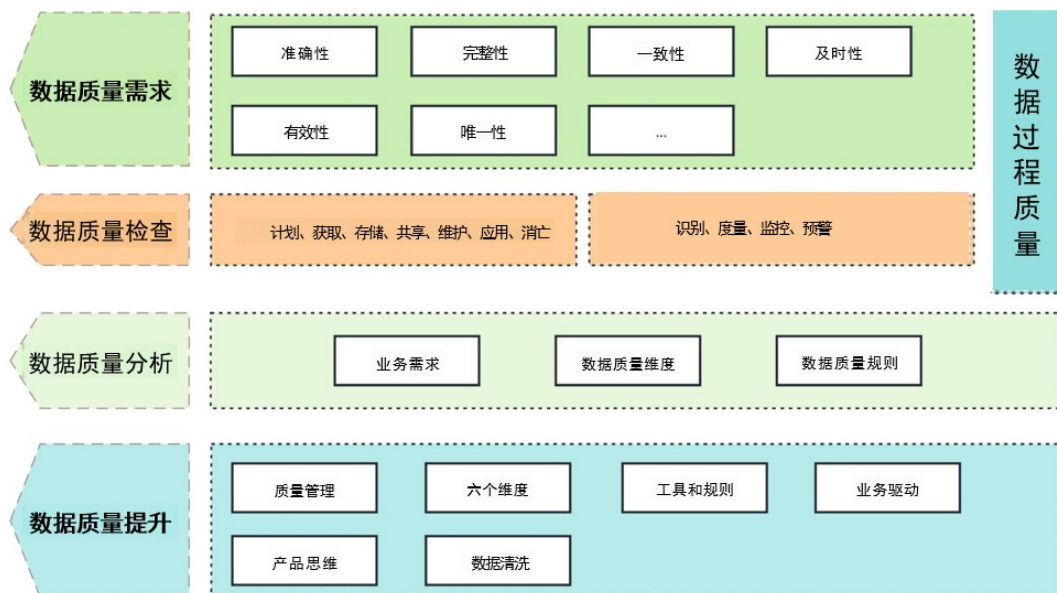 数据质量需求
准确性
完整性
一致性
及时性
有效性
唯一性
...
数据过程质量
数据质量检查
计划、获取、存储、共享、维护、应用、消亡
识别、度量、监控、预警
数据质量分析
业务需求
数据质量维度
数据质量规则
数据质量提升
质量管理
六个维度
工具和规则
业务驱动
产品思维
数据清洗